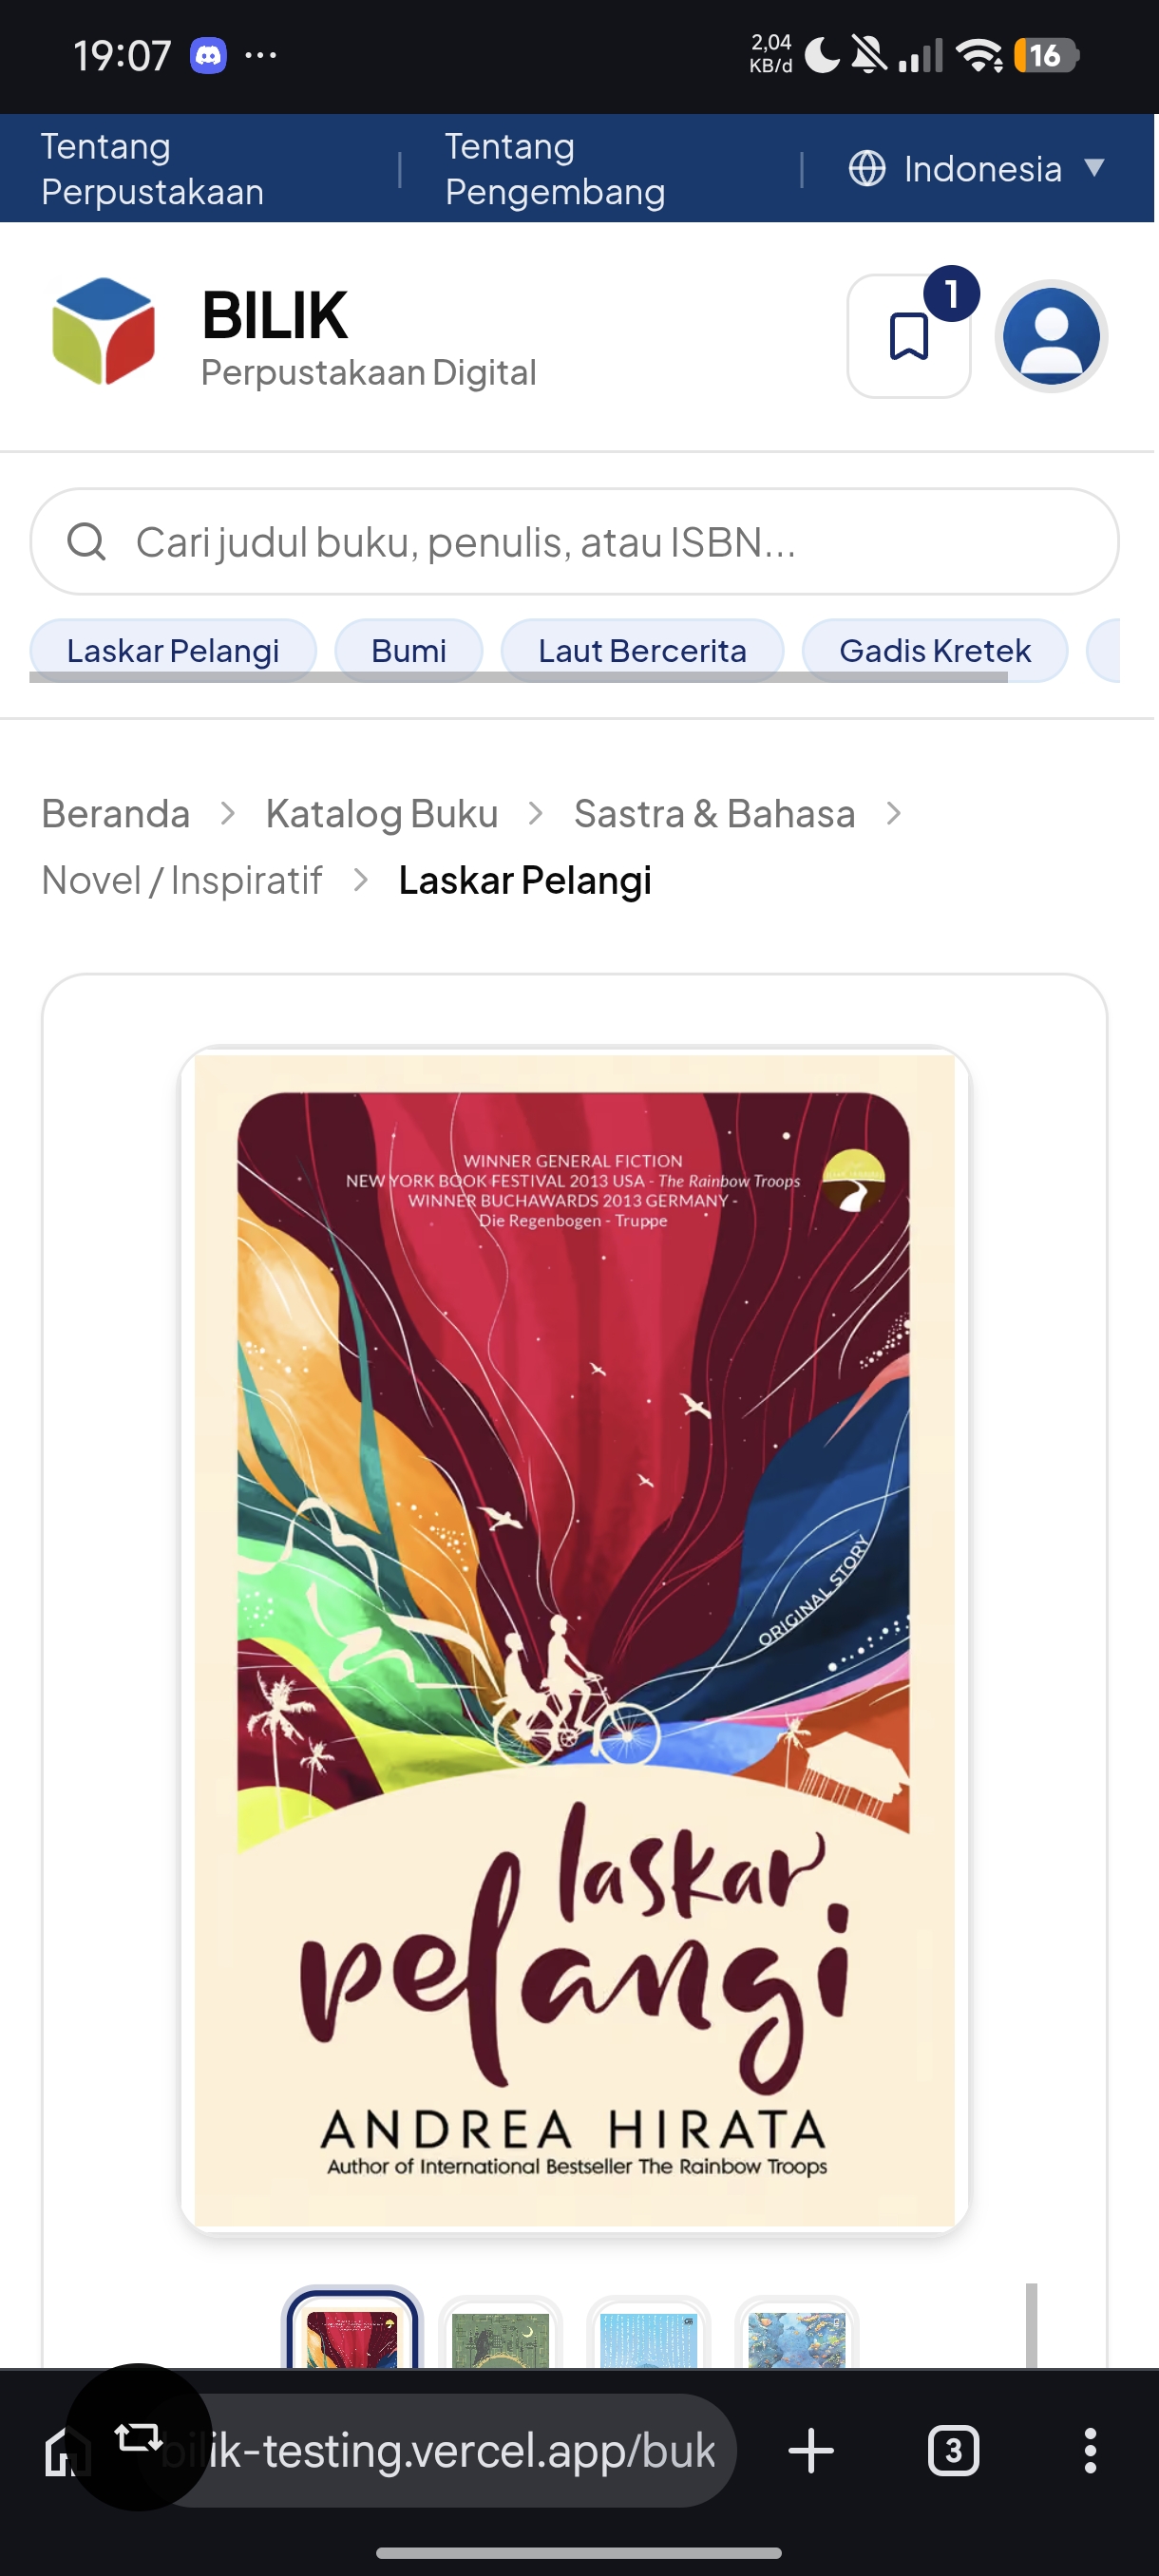 19:07
2,04
KB/d
16
Tentang
Perpustakaan
Tentang
Pengembang
Indonesia
BILIK
Perpustakaan Digital
1
Cari judul buku, penulis, atau ISBN...
Laskar Pelangi
Bumi
Laut Bercerita
Gadis Kretek
Beranda > Katalog Buku > Sastra & Bahasa >
Novel / Inspiratif > Laskar Pelangi
WINNER GENERAL FICTION
NEW YORK BOOK FESTIVAL 2013 USA - The Rainbow Troops
WINNER BUCHAWARDS 2013 GERMANY -
Die Regenbogen - Truppe
ORIGINAL STORY
laskar
pelangi
ANDREA HIRATA
Author of International Bestseller The Rainbow Troops
bilik-testing.vercel.app/buk
3